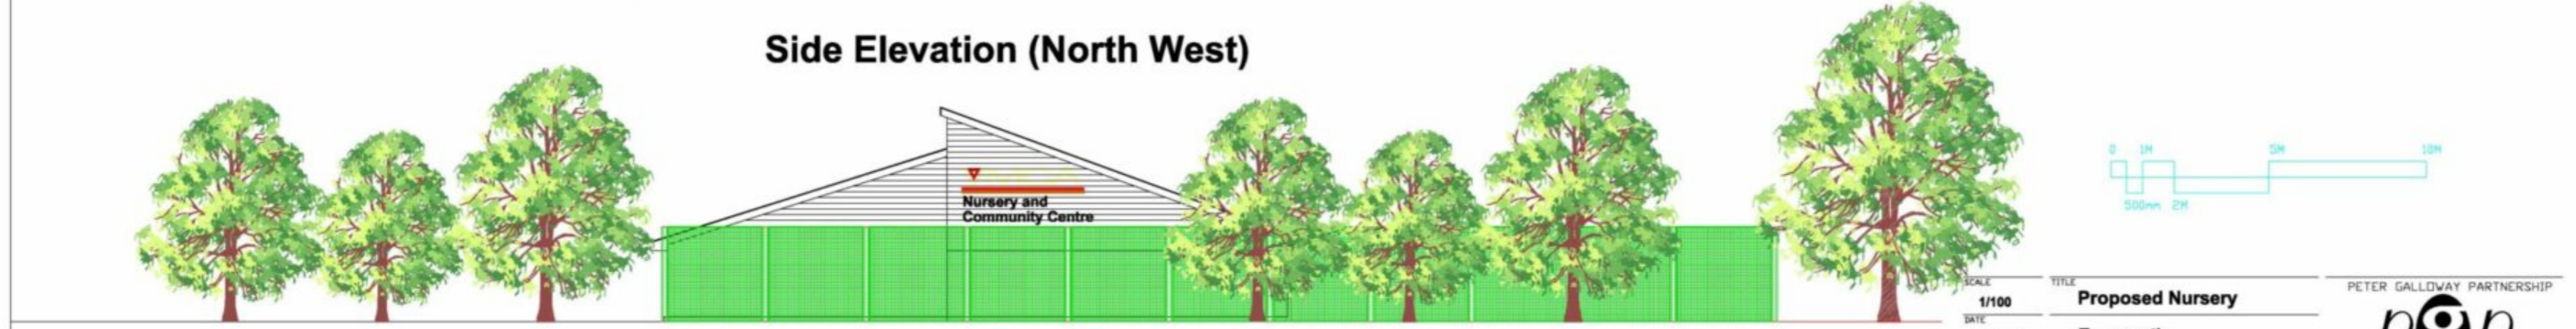 Side Elevation (North West)
Nursery and
Community Centre
0 1M 5M 10M
500mm 2M
SCALE
1/100
TITLE
Proposed Nursery
PETER GALLOWAY PARTNERSHIP
DATE
pgp